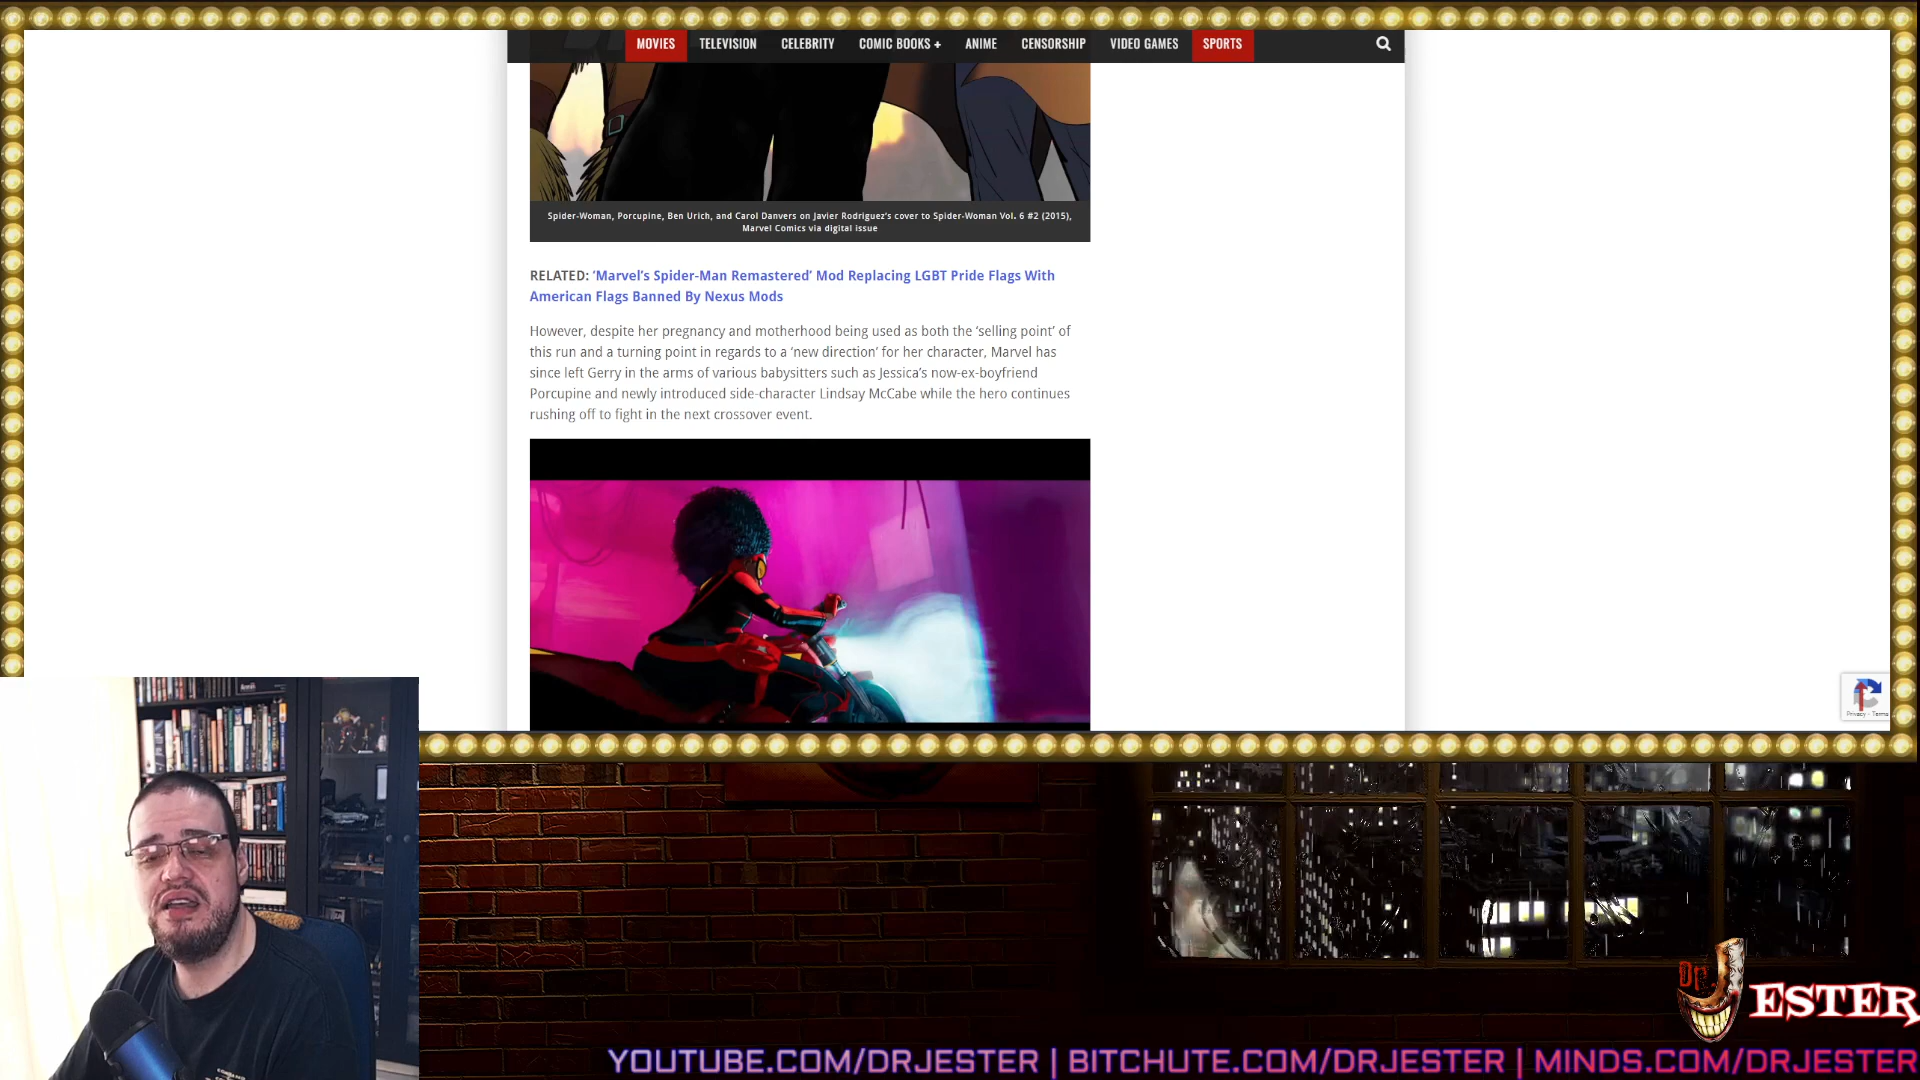 MOVIES TELEVISION CELEBRITY COMIC BOOKS + ANIME CENSORSHIP VIDEO GAMES SPORTS
Spider-Woman, Porcupine, Ben Urich, and Carol Danvers on Javier Rodriguez's cover to Spider-Woman Vol. 6 #2 (2015),
Marvel Comics via digital issue
RELATED: ‘Marvel’s Spider-Man Remastered’ Mod Replacing LGBT Pride Flags With
American Flags Banned By Nexus Mods
However, despite her pregnancy and motherhood being used as both the ‘selling point’ of
this run and a turning point in regards to a ‘new direction’ for her character, Marvel has
since left Gerry in the arms of various babysitters such as Jessica’s now-ex-boyfriend
Porcupine and newly introduced side-character Lindsay McCabe while the hero continues
rushing off to fight in the next crossover event.
Privacy - Terms
Dr. JESTER
YOUTUBE.COM/DRJESTER | BITCHUTE.COM/DRJESTER | MINDS.COM/DRJESTER